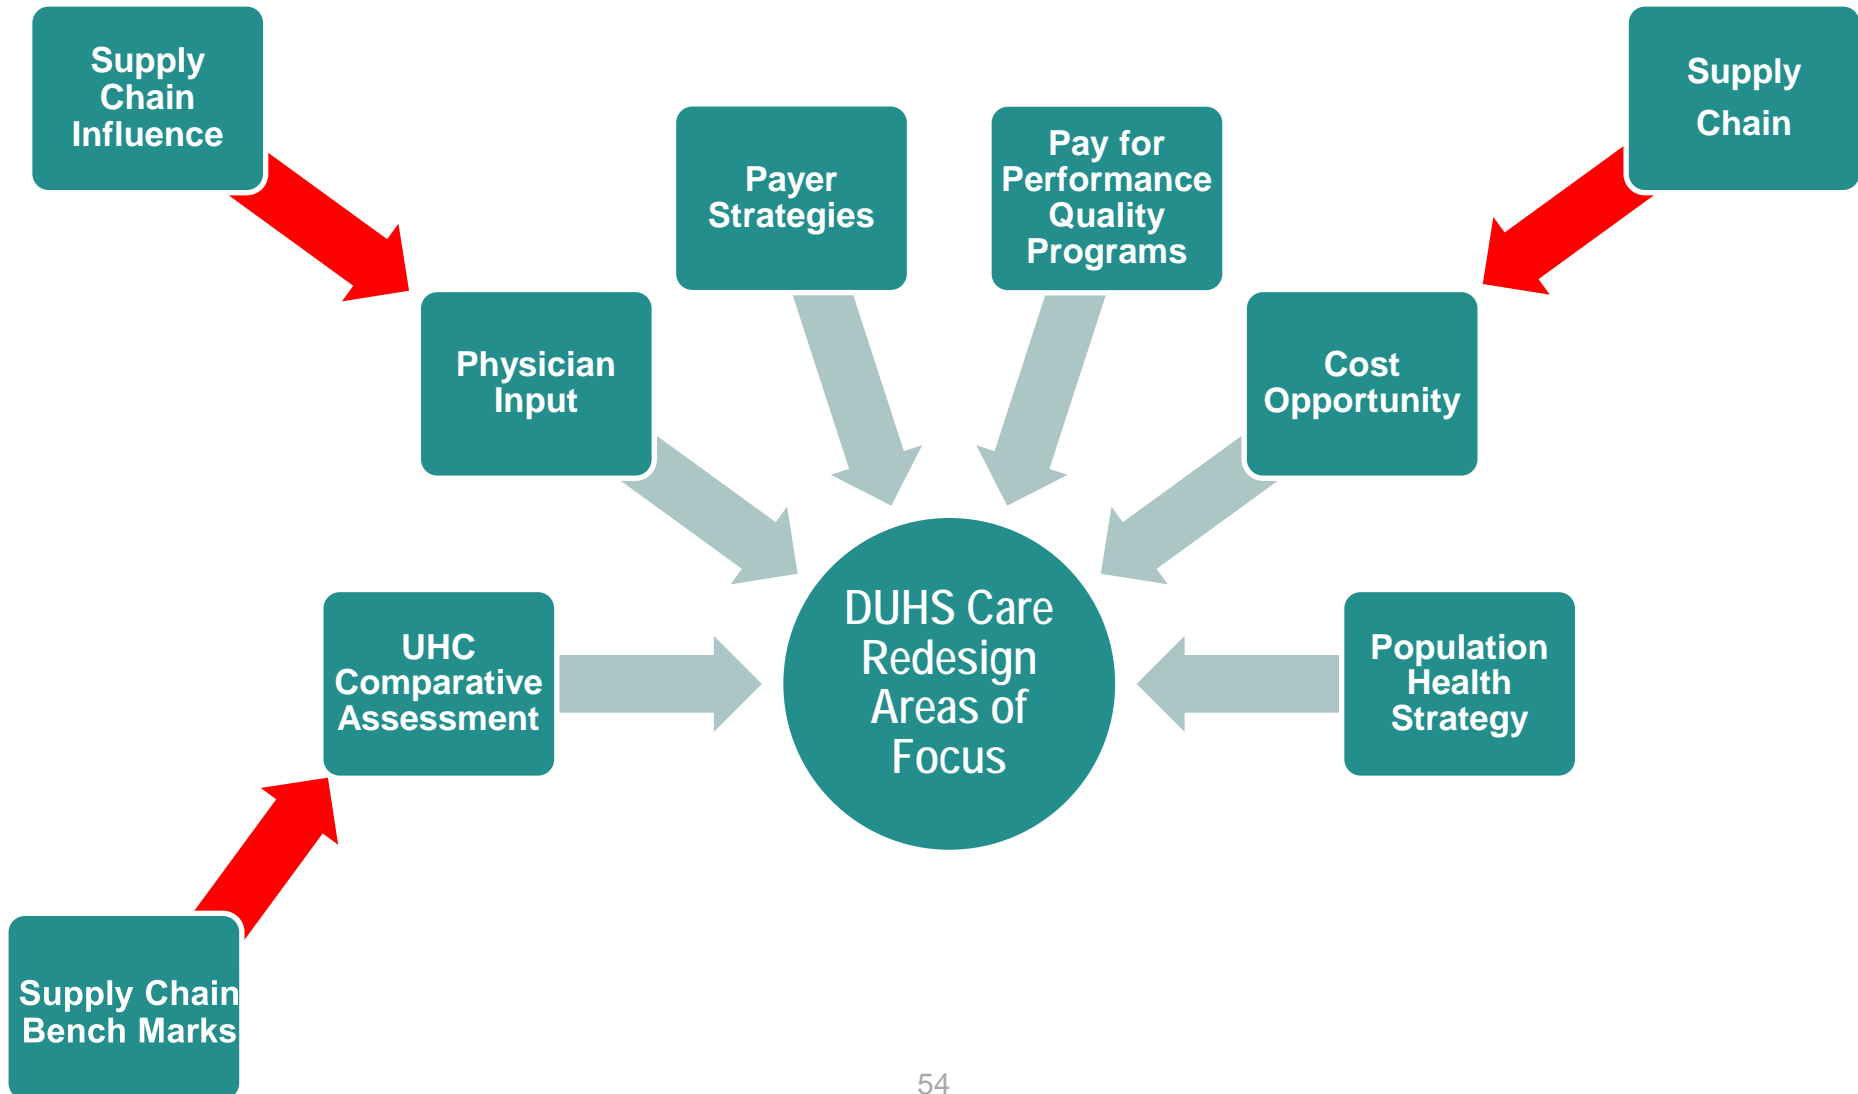 Supply
Chain
Influence
Supply
Chain
Payer
Strategies
Pay for
Performance
Quality
Programs
Physician
Input
Cost
Opportunity
UHC
Comparative
Assessment
DUHS Care
Redesign
Areas of
Focus
Population
Health
Strategy
Supply Chain
Bench Marks
54